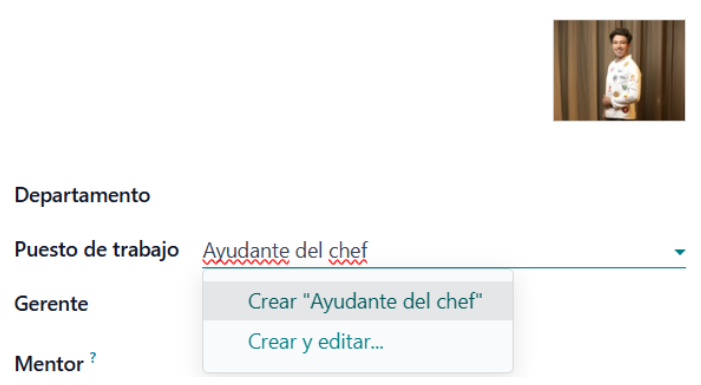 Departamento
Puesto de trabajo Ayudante del chef
Crear "Ayudante del chef"
Gerente
Crear y editar...
Mentor ?